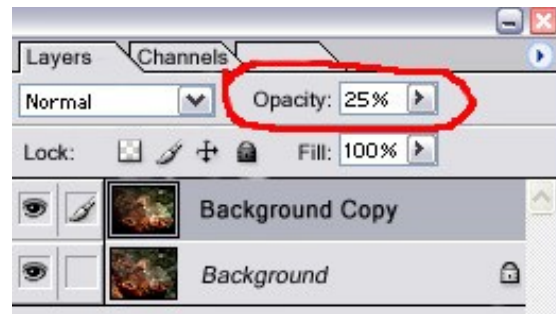 Layers Channels
Normal Opacity: 25%
Lock: Fill: 100%
Background Copy
Background